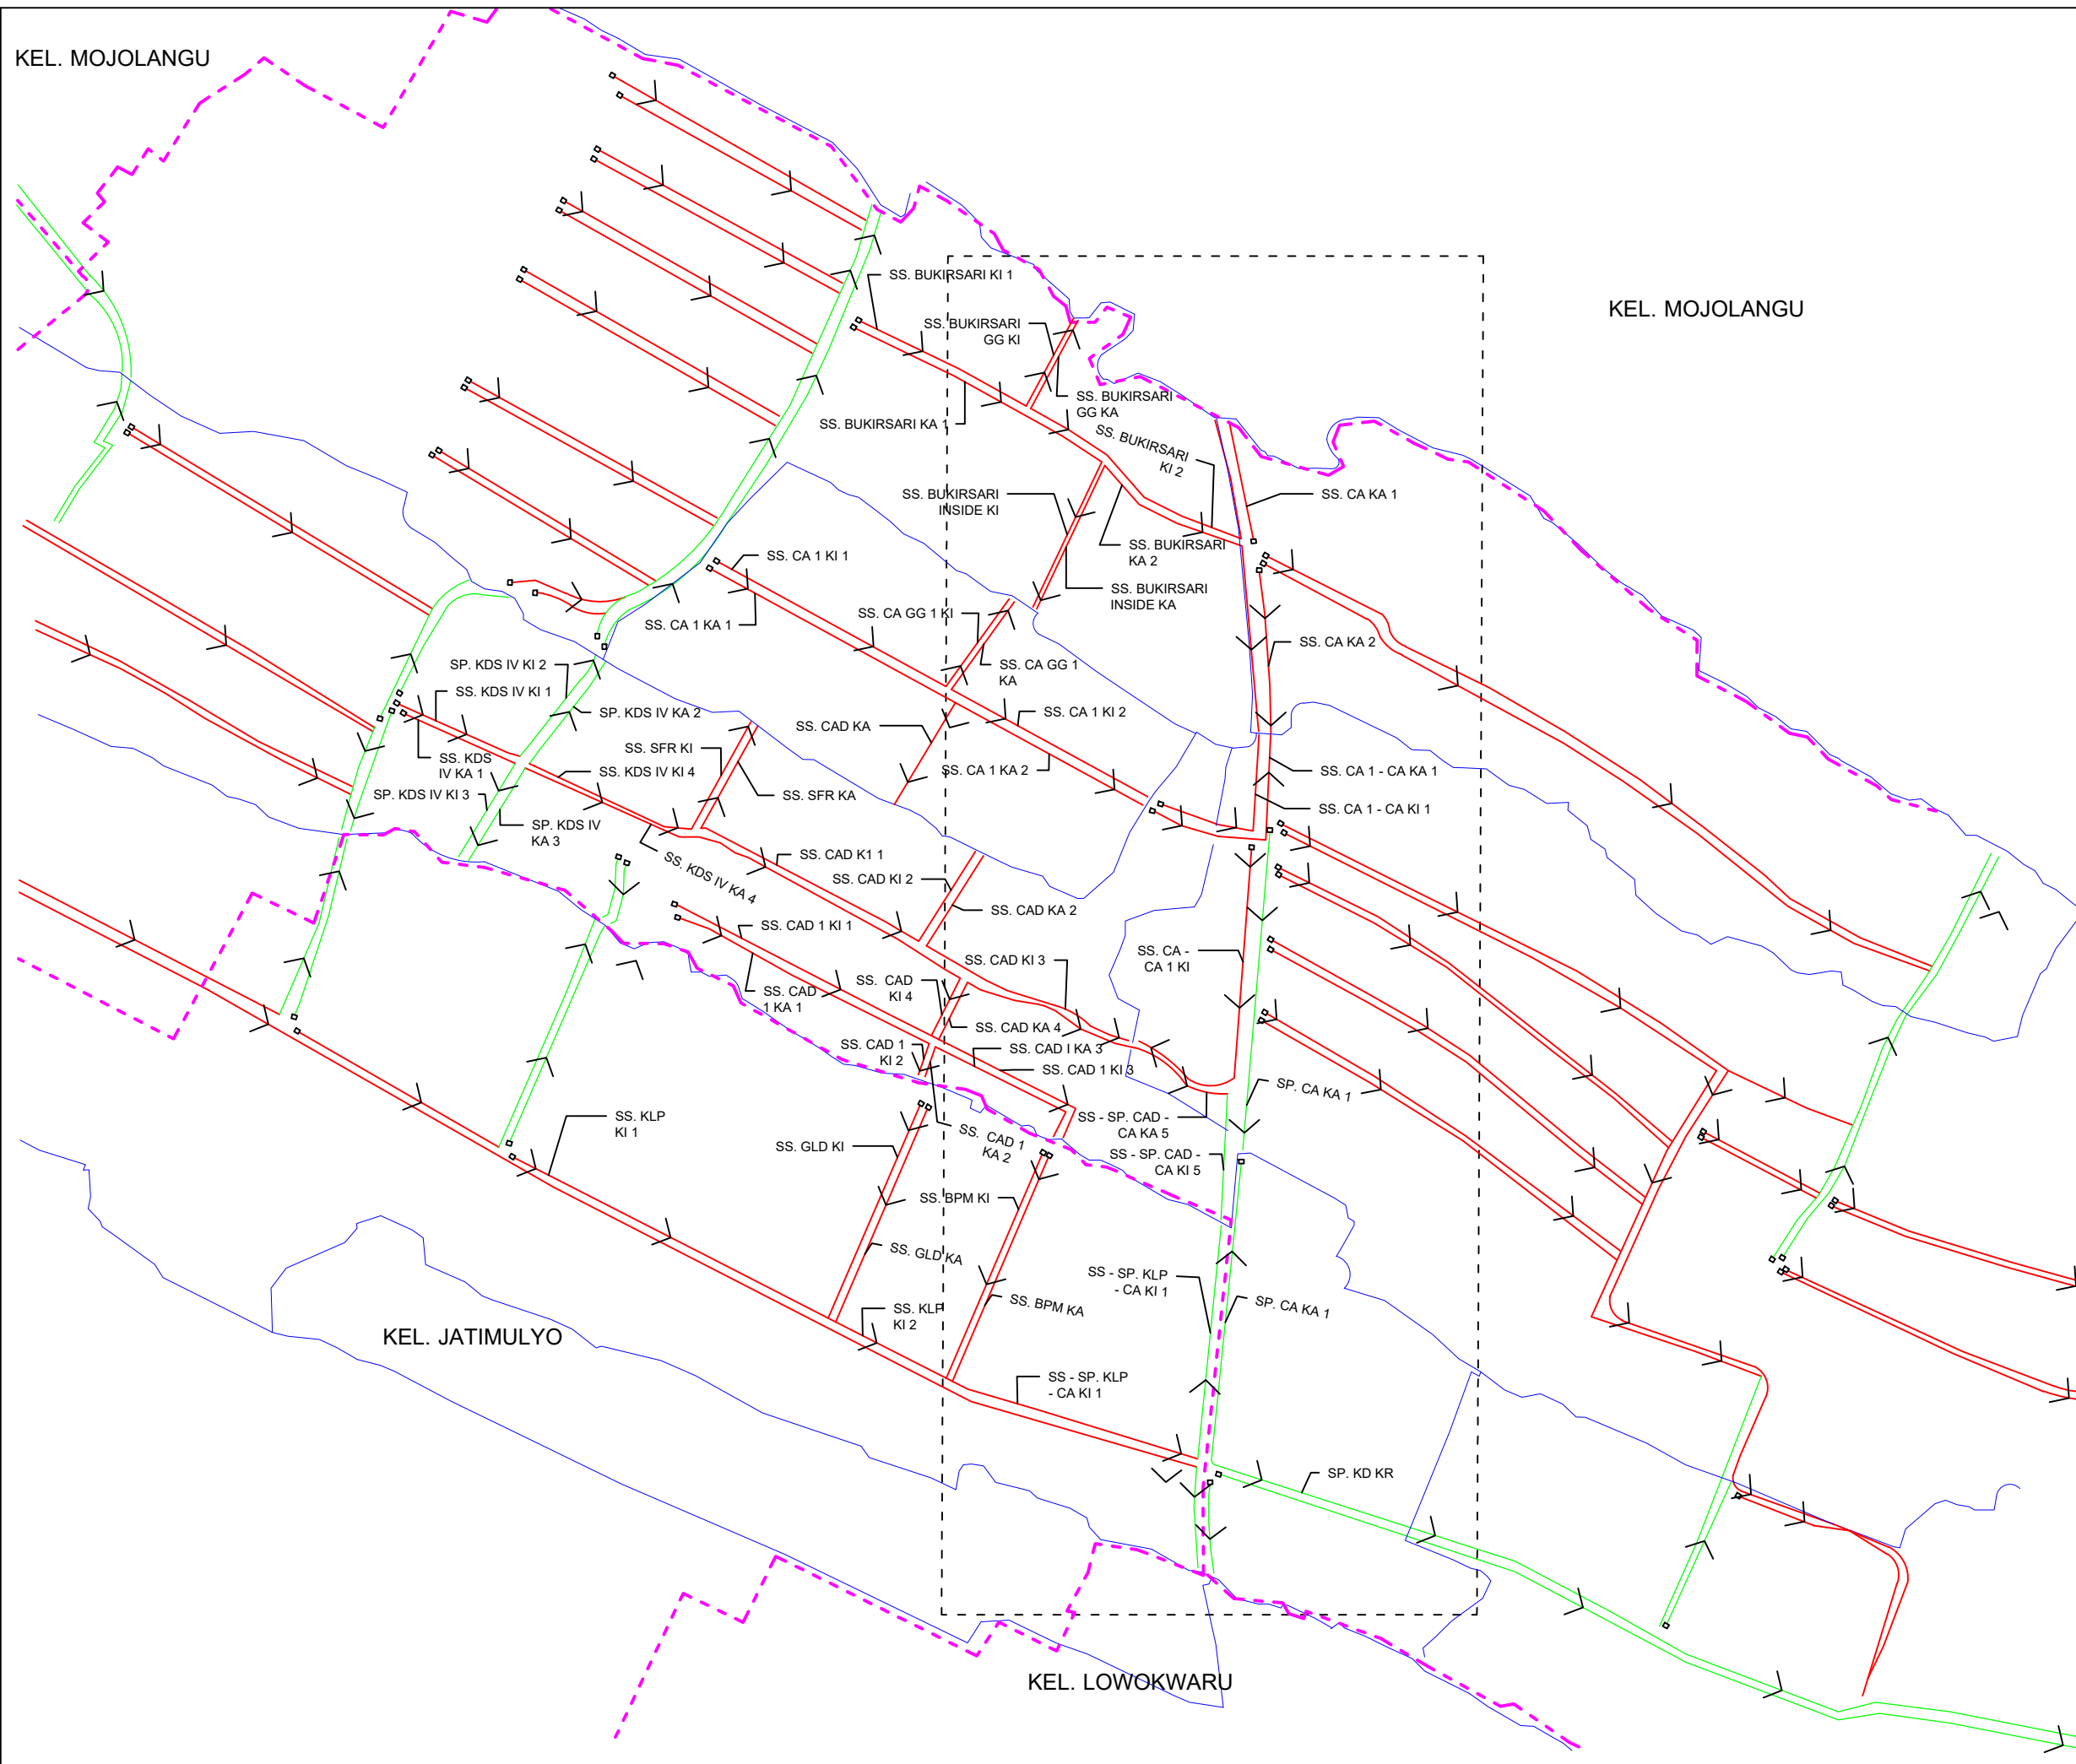 KEL. MOJOLANGU
SS. BUKIRSARI KI 1
KEL. MOJOLANGU
SS. BUKIRSARI
GG KI
SS. BUKIRSARI
GG KA
SS. BUKIRSARI KA 1
SS. BUKIRSARI
KI 2
SS. BUKIRSARI
INSIDE KI
SS. CA KA 1
SS. BUKIRSARI
KA 2
SS. CA 1 KI 1
SS. BUKIRSARI
INSIDE KA
SS. CA GG 1 KI
SS. CA 1 KA 1
SS. CA KA 2
SP. KDS IV KI 2
SS. CA GG 1
KA
SS. KDS IV KI 1
SP. KDS IV KA 2
SS. CA 1 KI 2
SS. CAD KA
SS. SFR KI
SS. KDS
IV KA 1
SS. KDS IV KI 4
SS. CA 1 KA 2
SS. CA 1 - CA KA 1
SP. KDS IV KI 3
SS. SFR KA
SS. CA 1 - CA KI 1
SP. KDS IV
KA 3
SS. CAD K1 1
SS. KDS IV KA 4
SS. CAD KI 2
SS. CAD KA 2
SS. CAD 1 KI 1
SS. CA -
CA 1 KI
SS. CAD KI 3
SS. CAD
KI 4
SS. CAD
1 KA 1
SS. CAD KA 4
SS. CAD 1
KI 2
SS. CAD I KA 3
SS. CAD 1 KI 3
SP. CA KA 1
SS. KLP
KI 1
SS - SP. CAD -
CA KA 5
SS. CAD 1
KA 2
SS. GLD KI
SS - SP. CAD -
CA KI 5
SS. BPM KI
SS. GLD KA
SS - SP. KLP
- CA KI 1
SS. BPM KA
SP. CA KA 1
SS. KLP
KI 2
KEL. JATIMULYO
SS - SP. KLP
- CA KI 1
SP. KD KR
KEL. LOWOKWARU